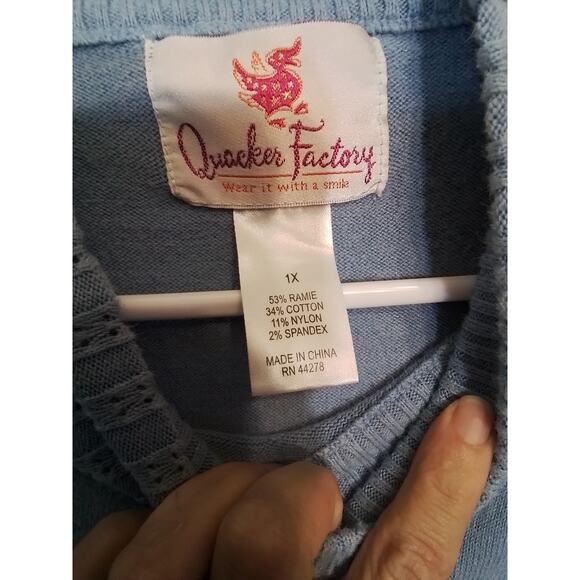 Quacker Factory
Wear it with a smile
1X
53% RAMIE
34% COTTON
11% NYLON
2% SPANDEX
MADE IN CHINA
RN 44278